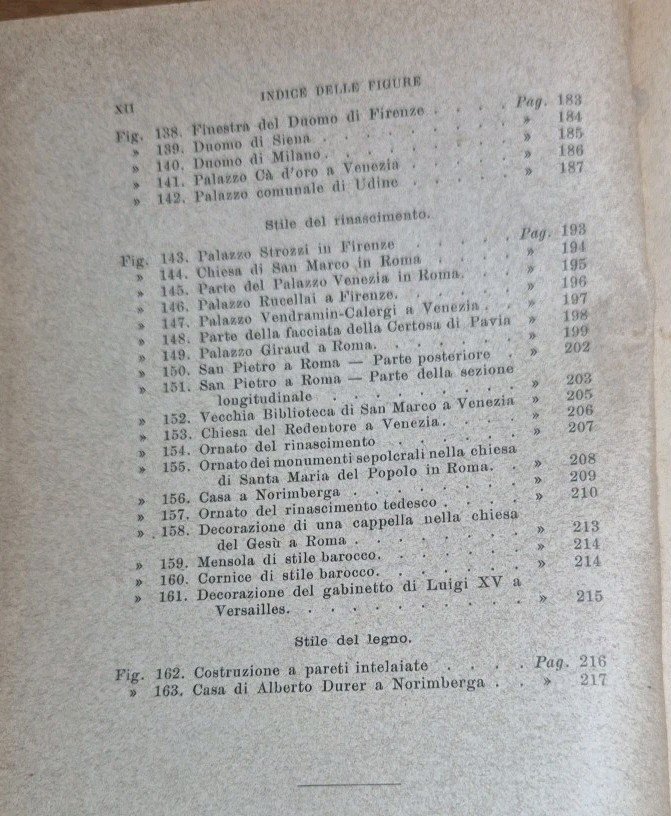 XII INDICE DELLE FIGURE
Fig. 138. Finestra del Duomo di Firenze . . . . Pag. 183
» 139. Duomo di Siena . . . . . . . » 184
» 140. Duomo di Milano. . . . . . . » 185
» 141. Palazzo Cà d'oro a Venezia . . . . » 186
» 142. Palazzo comunale di Udine . . . . » 187
Stile del rinascimento.
Fig. 143. Palazzo Strozzi in Firenze . . . . Pag. 193
» 144. Chiesa di San Marco in Roma . . . . » 194
» 145. Parte del Palazzo Venezia in Roma. . . » 195
» 146. Palazzo Rucellai a Firenze. . . . . » 196
» 147. Palazzo Vendramin-Calergi a Venezia . . » 197
» 148. Parte della facciata della Certosa di Pavia » 198
» 149. Palazzo Giraud a Roma. . . . . . » 199
» 150. San Pietro a Roma — Parte posteriore . » 202
» 151. San Pietro a Roma — Parte della sezione
longitudinale . . . . . . . » 203
» 152. Vecchia Biblioteca di San Marco a Venezia » 205
» 153. Chiesa del Redentore a Venezia. . . . » 206
» 154. Ornato del rinascimento . . . . . » 207
» 155. Ornato dei monumenti sepolcrali nella chiesa
di Santa Maria del Popolo in Roma. . » 208
» 156. Casa a Norimberga . . . . . . » 209
» 157. Ornato del rinascimento tedesco . . . » 210
» 158. Decorazione di una cappella nella chiesa
del Gesù a Roma . . . . . . » 213
» 159. Mensola di stile barocco. . . . . . » 214
» 160. Cornice di stile barocco. . . . . . » 214
» 161. Decorazione del gabinetto di Luigi XV a
Versailles. . . . . . . . . » 215
Stile del legno.
Fig. 162. Costruzione a pareti intelaiate . . . . Pag. 216
» 163. Casa di Alberto Durer a Norimberga . . » 217